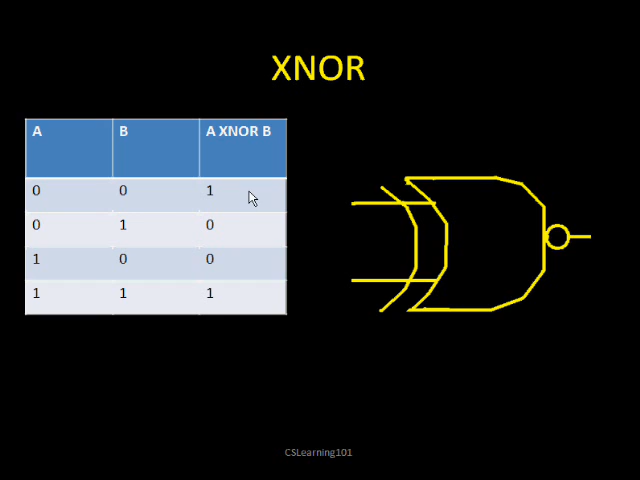 XNOR
A B A XNOR B
0 0 1
0 1 0
1 0 0
1 1 1
CSLearning101